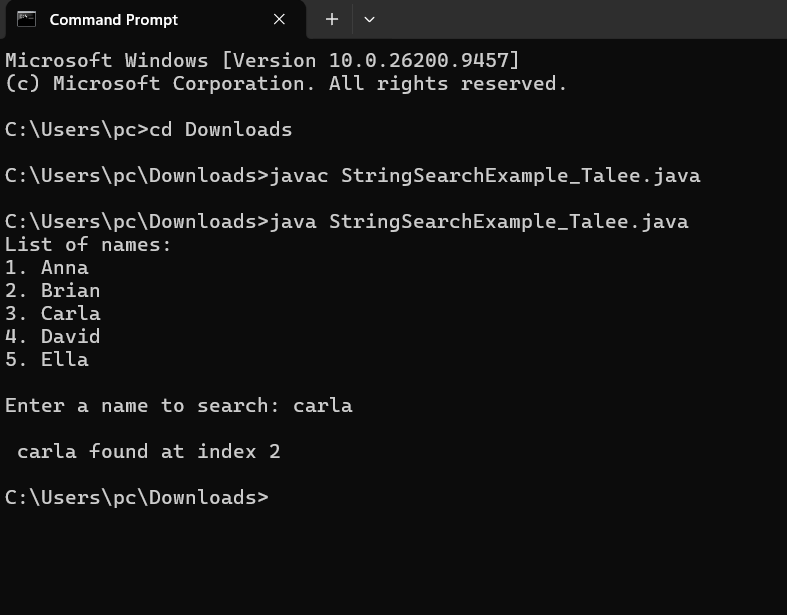 Command Prompt
Microsoft Windows [Version 10.0.26200.9457]
(c) Microsoft Corporation. All rights reserved.
C:\Users\pc>cd Downloads
C:\Users\pc\Downloads>javac StringSearchExample_Talee.java
C:\Users\pc\Downloads>java StringSearchExample_Talee.java
List of names:
1. Anna
2. Brian
3. Carla
4. David
5. Ella
Enter a name to search: carla
 carla found at index 2
C:\Users\pc\Downloads>